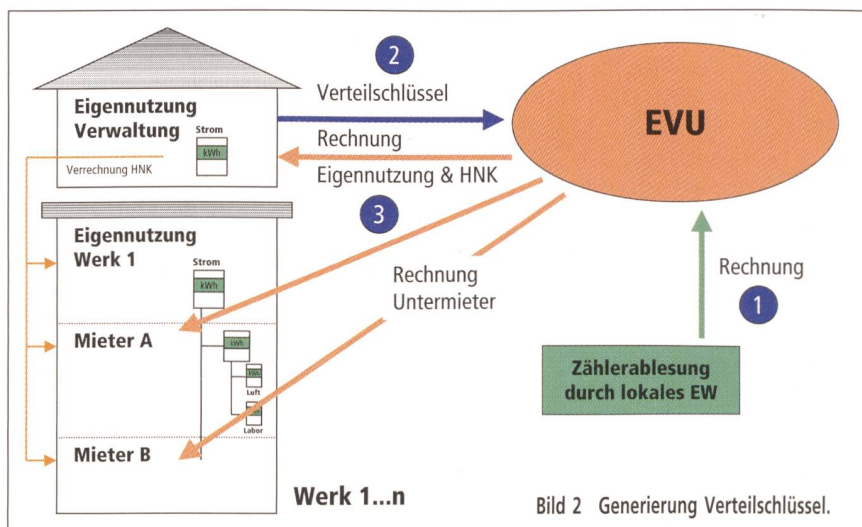 Eigennutzung
Verwaltung
Strom
kWh
Verrechnung HNK
2
Verteilschlüssel
Rechnung
Eigennutzung & HNK
3
EVU
Eigennutzung
Werk 1
Strom
kWh
Rechnung
Untermieter
Rechnung
1
Mieter A
kWh
Luft
Labor
Zählerablesung
durch lokales EW
Mieter B
Werk 1...n
Bild 2 Generierung Verteilschlüssel.